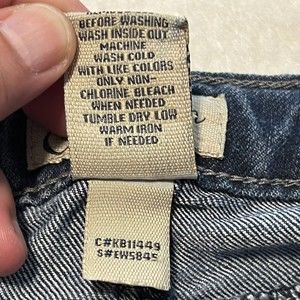 BEFORE WASHING
WASH INSIDE OUT
MACHINE
WASH COLD
WITH LIKE COLORS
ONLY NON-
CHLORINE BLEACH
WHEN NEEDED
TUMBLE DRY LOW
WARM IRON
IF NEEDED
C#KB11449
S#EW5845